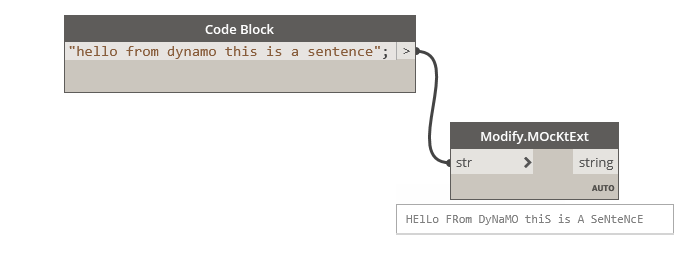 Code Block
"hello from dynamo this is a sentence"; >
Modify.MOcKtExt
str > string
AUTO
HElLo FRom DyNaMO thiS is A SeNteNcE